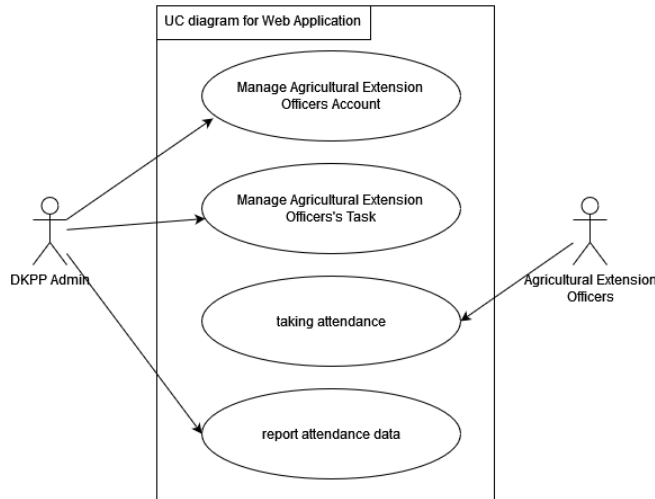 UC diagram for Web Application
Manage Agricultural Extension
Officers Account
Manage Agricultural Extension
Officers's Task
DKPP Admin
Agricultural Extension
Officers
taking attendance
report attendance data